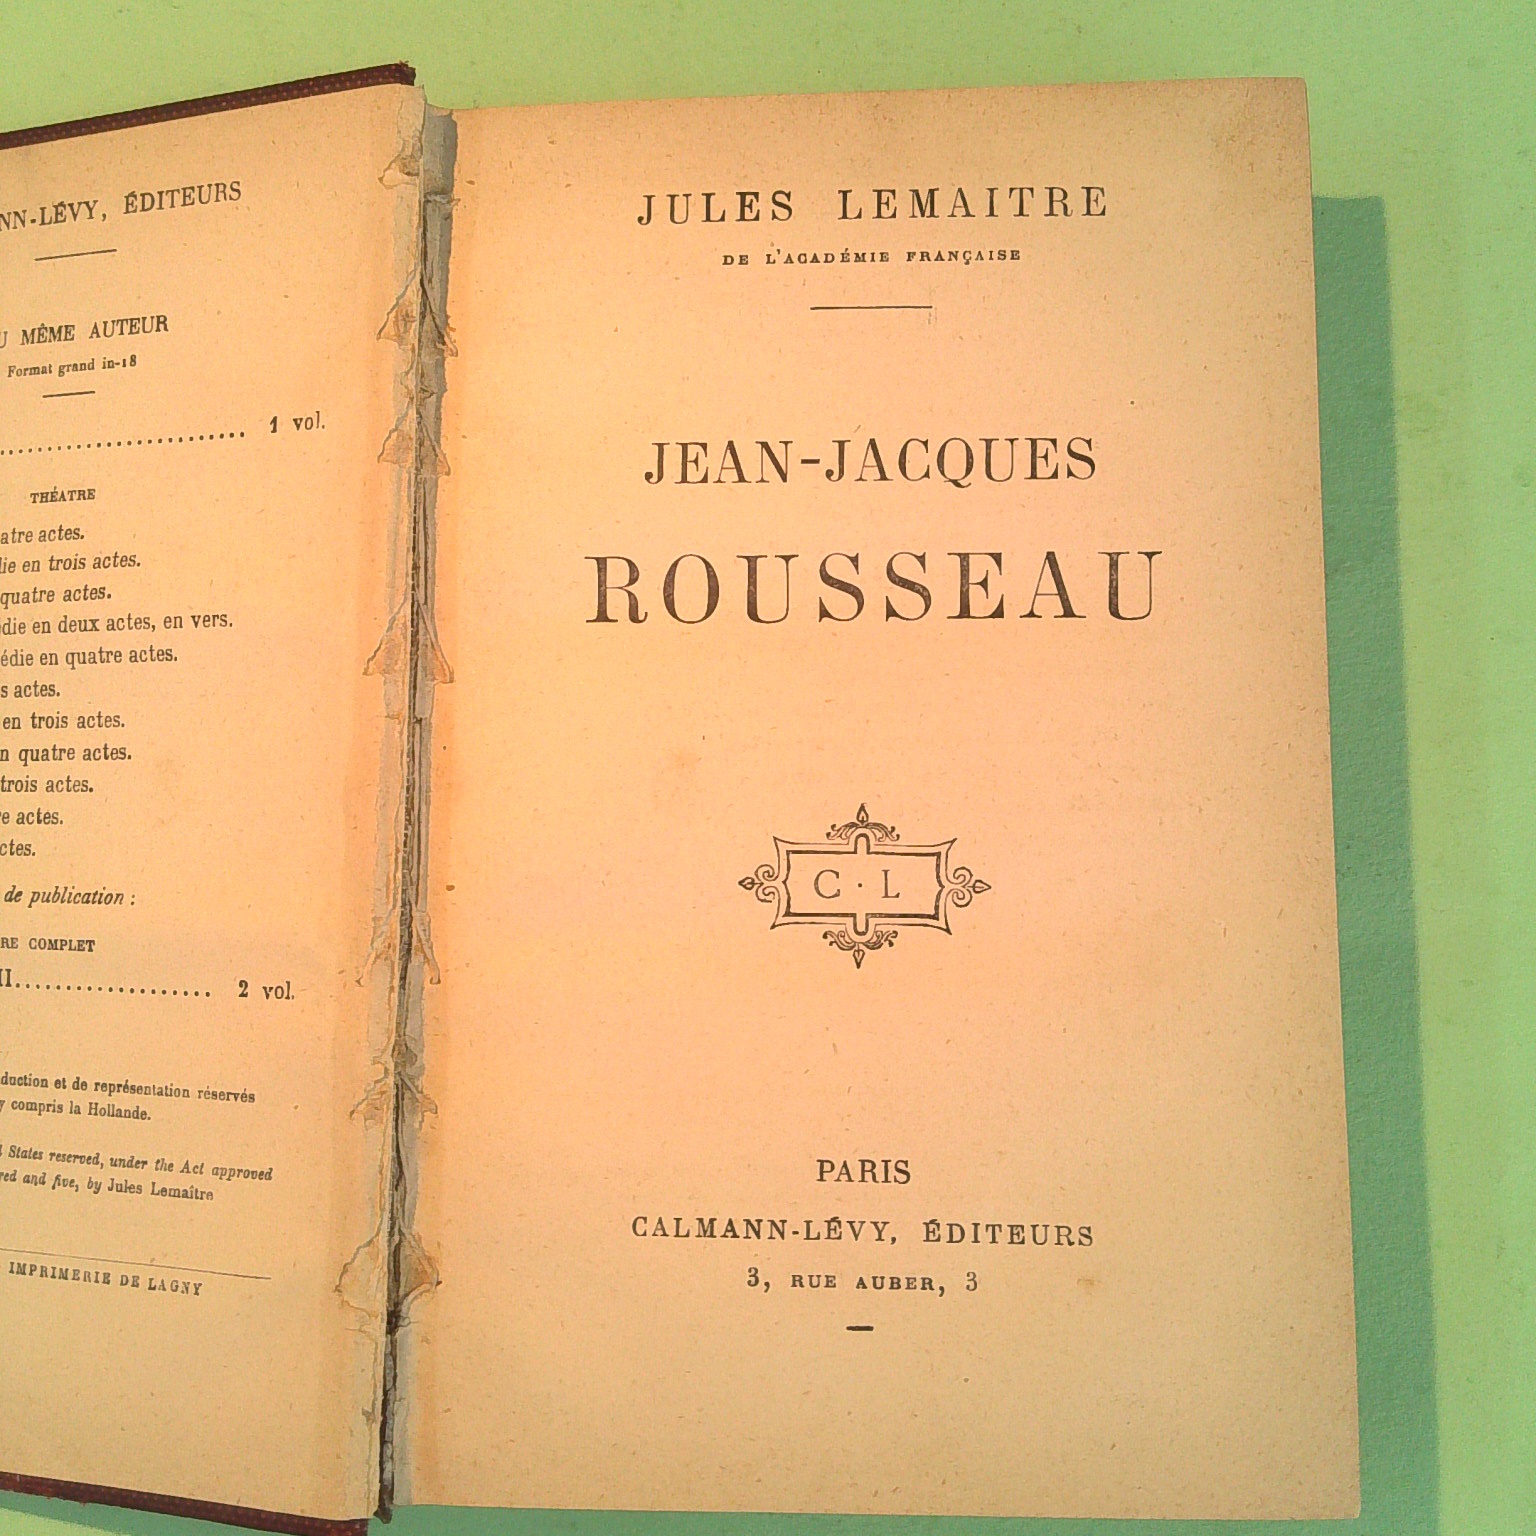 NN-LÉVY, ÉDITEURS
MÊME AUTEUR
Format grand in-18
1 vol.
THÉATRE
atre actes.
die en trois actes.
quatre actes.
édie en deux actes, en vers.
édie en quatre actes.
s actes.
en trois actes.
n quatre actes.
trois actes.
re actes.
ctes.
de publication :
RE COMPLET
II................... 2 vol.
duction et de représentation réservés
y compris la Hollande.
States reserved, under the Act approved
red and five, by Jules Lemaître
IMPRIMERIE DE LAGNY
JULES LEMAITRE
DE L'ACADÉMIE FRANÇAISE
JEAN-JACQUES
ROUSSEAU
C · L
PARIS
CALMANN-LÉVY, ÉDITEURS
3, RUE AUBER, 3